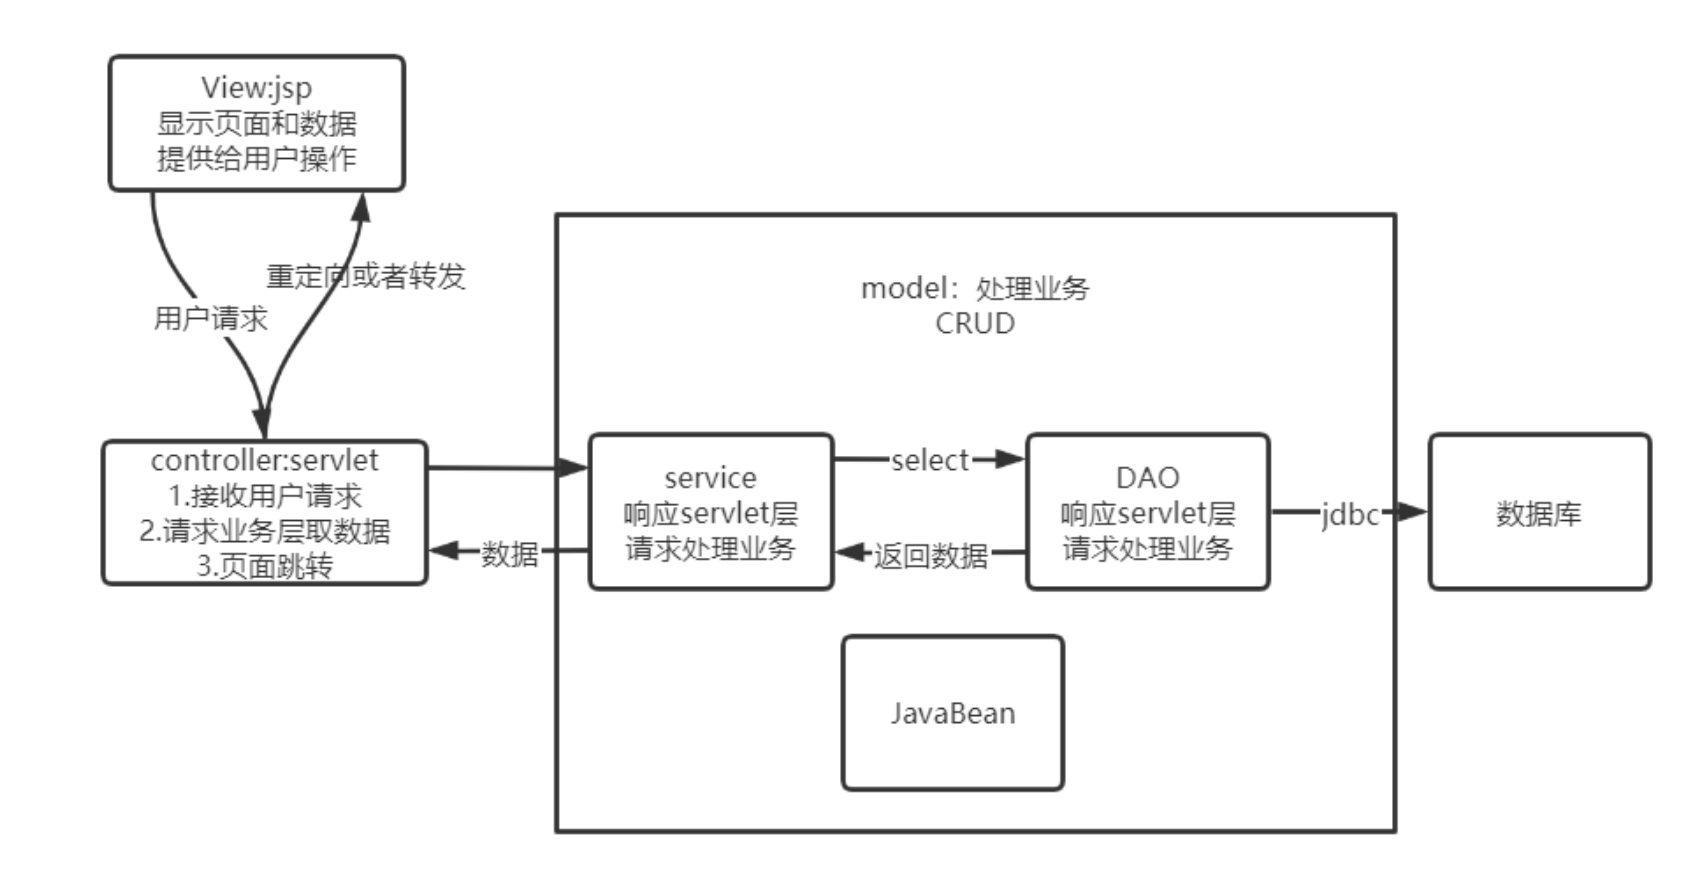 View:jsp
显示页面和数据
提供给用户操作
重定向或者转发
用户请求
model：处理业务
CRUD
controller:servlet
1.接收用户请求
2.请求业务层取数据
3.页面跳转
数据
service
响应servlet层
请求处理业务
select
返回数据
DAO
响应servlet层
请求处理业务
jdbc
数据库
JavaBean